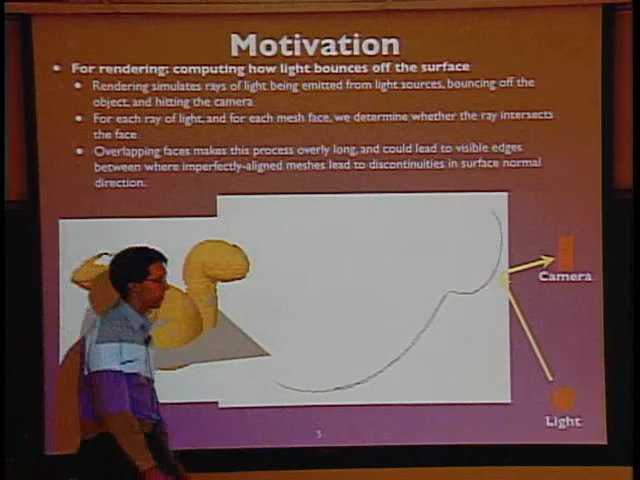 Motivation
• For rendering: computing how light bounces off the surface
• Rendering simulates rays of light being emitted from light sources, bouncing off the
object, and hitting the camera
• For each ray of light, and for each mesh face, we determine whether the ray intersects
the face
• Overlapping faces makes this process overly long, and could lead to visible edges
between where imperfectly-aligned meshes lead to discontinuities in surface normal
direction.
Camera
Light
5